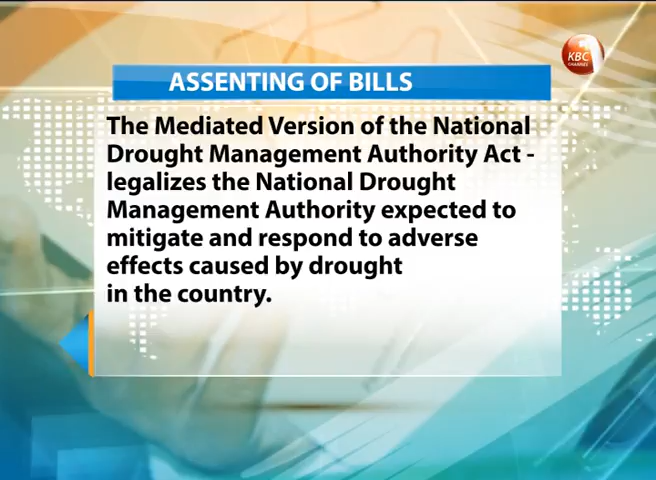 KBC
CHANNEL
ASSENTING OF BILLS
The Mediated Version of the National
Drought Management Authority Act -
legalizes the National Drought
Management Authority expected to
mitigate and respond to adverse
effects caused by drought
in the country.